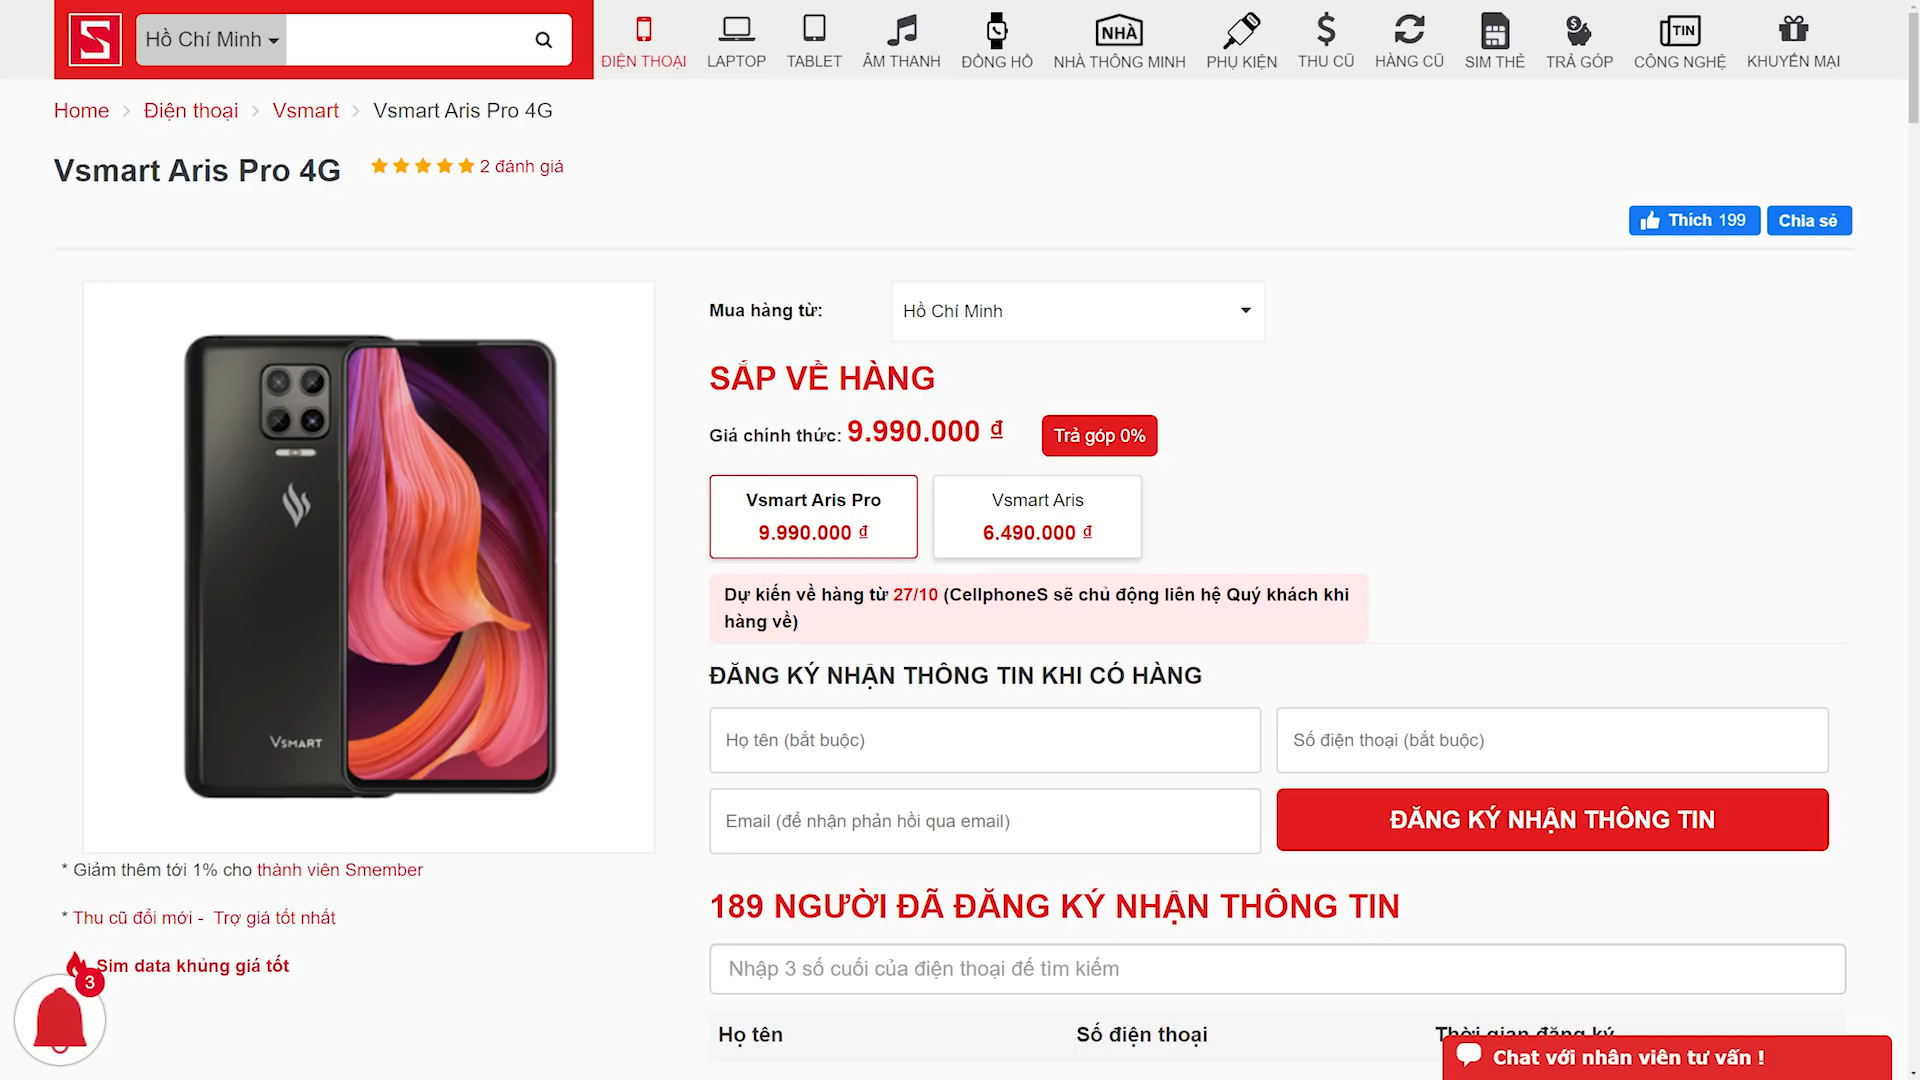 S
Hồ Chí Minh
ĐIỆN THOẠI
LAPTOP
TABLET
ÂM THANH
ĐỒNG HỒ
NHÀ
NHÀ THÔNG MINH
PHỤ KIỆN
THU CŨ
HÀNG CŨ
SIM THẺ
TRẢ GÓP
TIN
CÔNG NGHỆ
KHUYẾN MẠI
Home > Điện thoại > Vsmart > Vsmart Aris Pro 4G
Vsmart Aris Pro 4G
2 đánh giá
Thích 199
Chia sẻ
VSMART
Mua hàng từ:
Hồ Chí Minh
SẮP VỀ HÀNG
Giá chính thức: 9.990.000 ₫
Trả góp 0%
Vsmart Aris Pro
9.990.000 ₫
Vsmart Aris
6.490.000 ₫
Dự kiến về hàng từ 27/10 (CellphoneS sẽ chủ động liên hệ Quý khách khi
hàng về)
ĐĂNG KÝ NHẬN THÔNG TIN KHI CÓ HÀNG
Họ tên (bắt buộc)
Số điện thoại (bắt buộc)
Email (để nhận phản hồi qua email)
ĐĂNG KÝ NHẬN THÔNG TIN
* Giảm thêm tới 1% cho thành viên Smember
* Thu cũ đổi mới - Trợ giá tốt nhất
Sim data khủng giá tốt
3
189 NGƯỜI ĐÃ ĐĂNG KÝ NHẬN THÔNG TIN
Nhập 3 số cuối của điện thoại để tìm kiếm
Họ tên
Số điện thoại
Thời gian đăng ký
Chat với nhân viên tư vấn !